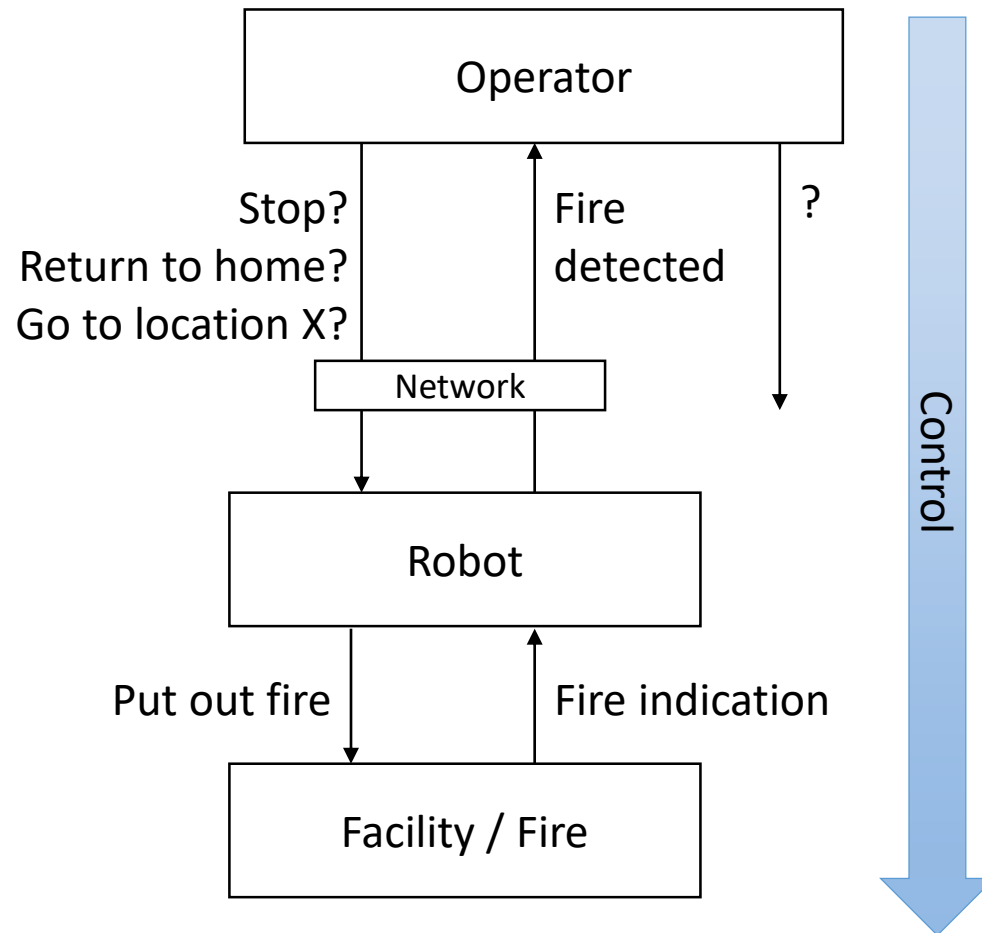 Operator
Stop?
Return to home?
Go to location X?
Fire
detected
?
Network
Control
Robot
Put out fire
Fire indication
Facility / Fire